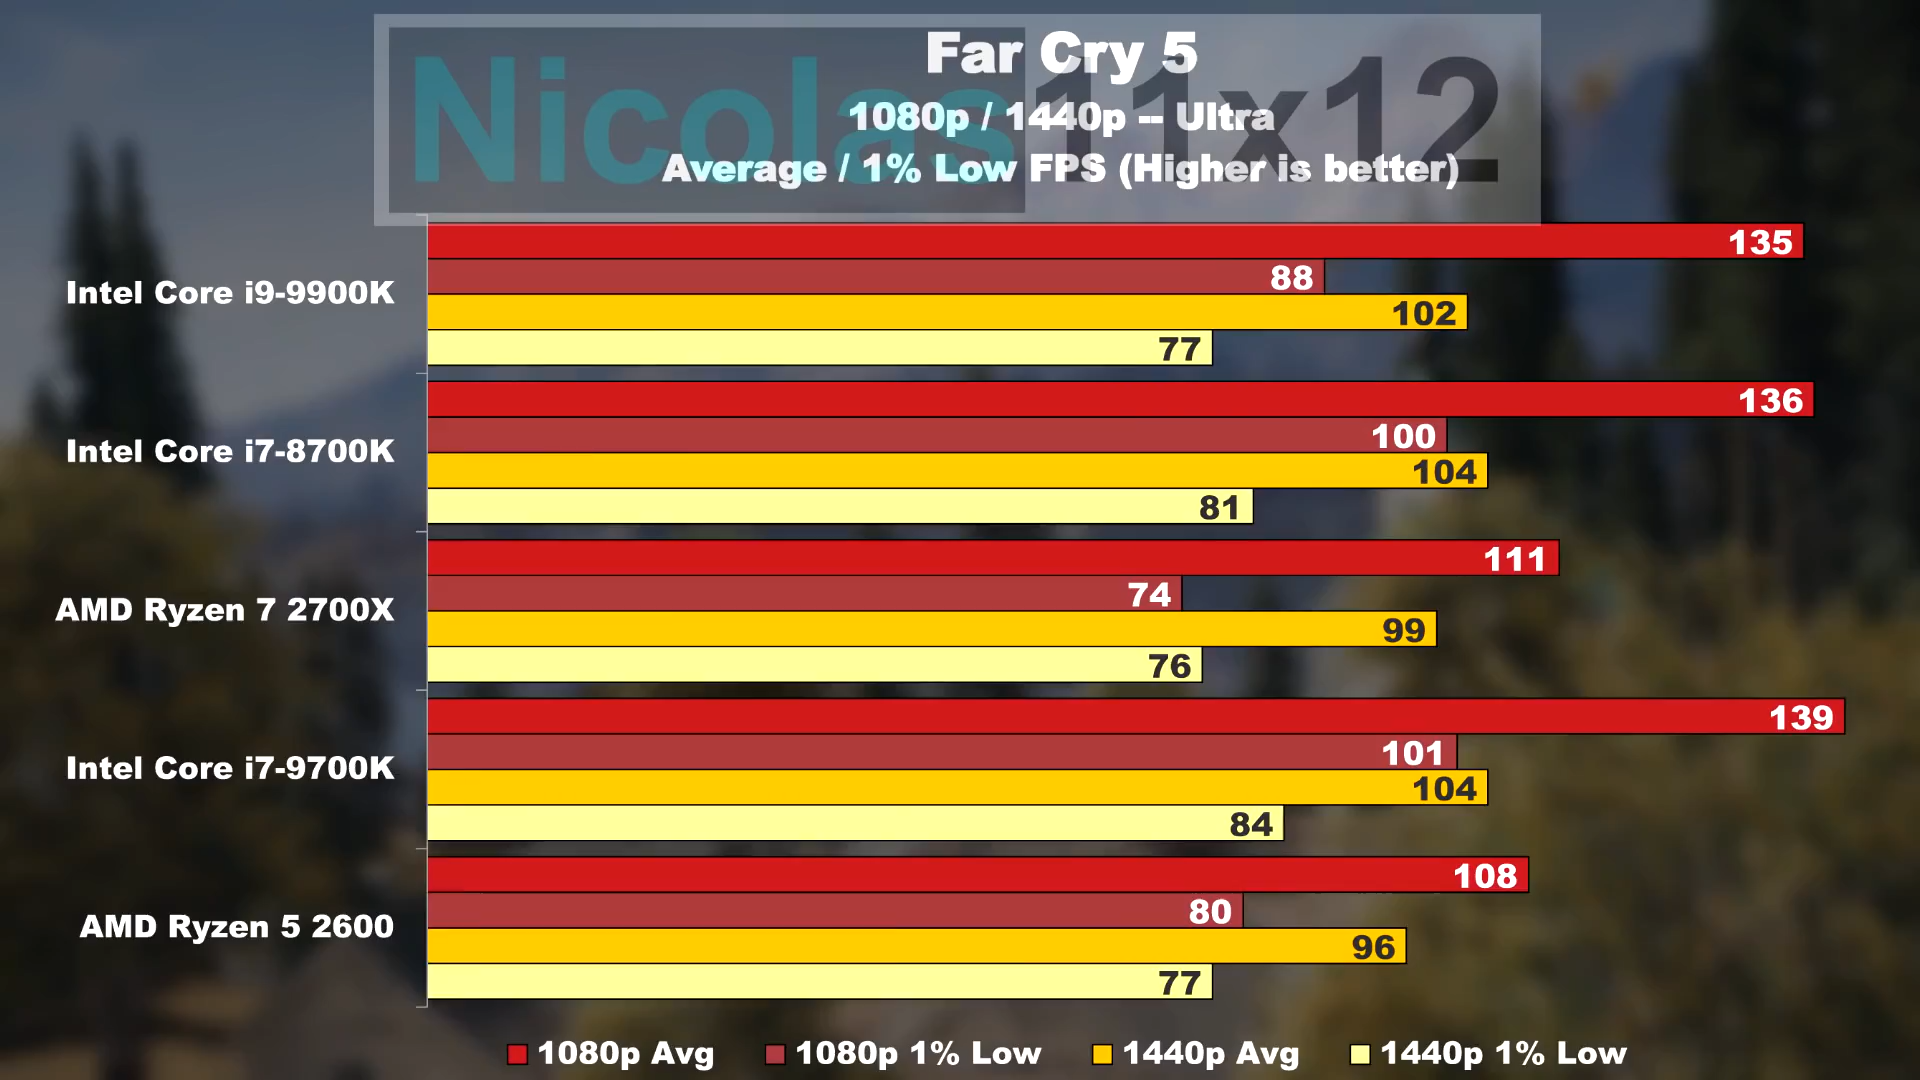 Nicolas11x12
Far Cry 5
1080p / 1440p -- Ultra
Average / 1% Low FPS (Higher is better)
Intel Core i9-9900K
135
88
102
77
Intel Core i7-8700K
136
100
104
81
AMD Ryzen 7 2700X
111
74
99
76
Intel Core i7-9700K
139
101
104
84
AMD Ryzen 5 2600
108
80
96
77
1080p Avg 1080p 1% Low 1440p Avg 1440p 1% Low